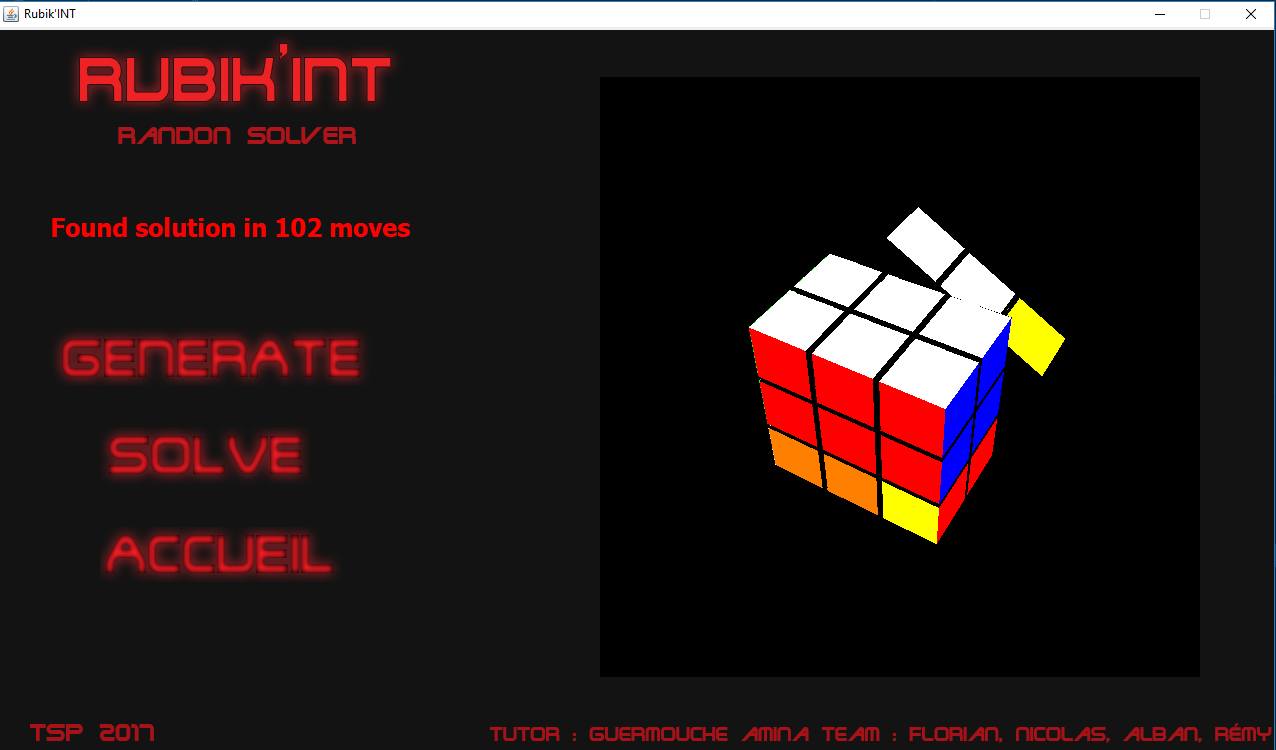 Rubik'INT
RUBIK'INT
RANDON SOLVER
Found solution in 102 moves
GENERATE
SOLVE
ACCUEIL
TSP 2017
TUTOR : GUERMOUCHE AMINA TEAM : FLORIAN, NICOLAS, ALBAN, RÉMY